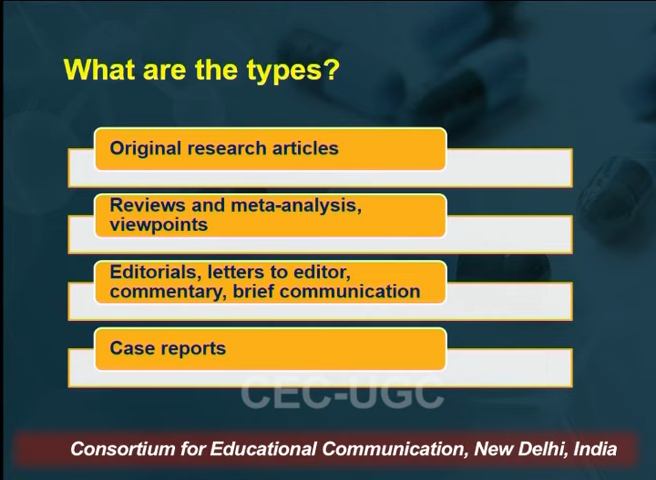 What are the types?
Original research articles
Reviews and meta-analysis,
viewpoints
Editorials, letters to editor,
commentary, brief communication
Case reports
CEC-UGC
Consortium for Educational Communication, New Delhi, India